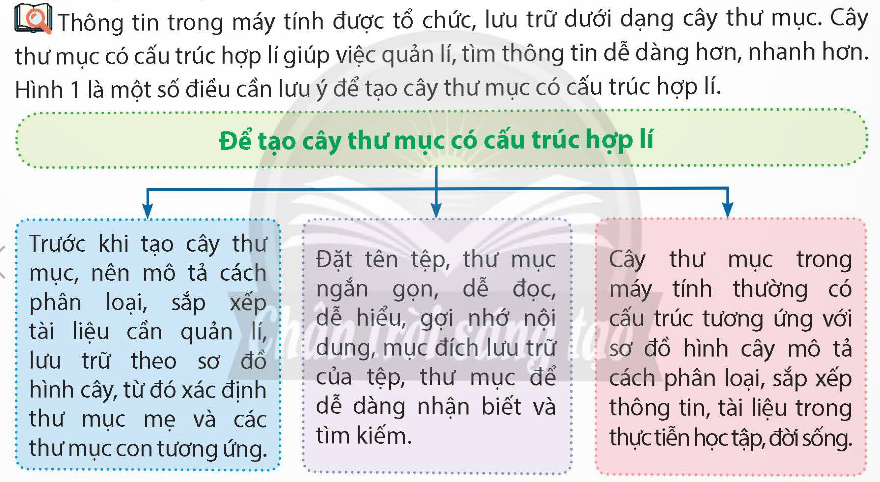 Thông tin trong máy tính được tổ chức, lưu trữ dưới dạng cây thư mục. Cây
thư mục có cấu trúc hợp lí giúp việc quản lí, tìm thông tin dễ dàng hơn, nhanh hơn.
Hình 1 là một số điều cần lưu ý để tạo cây thư mục có cấu trúc hợp lí.
Để tạo cây thư mục có cấu trúc hợp lí
Trước khi tạo cây thư
mục, nên mô tả cách
phân loại, sắp xếp
tài liệu cần quản lí,
lưu trữ theo sơ đồ
hình cây, từ đó xác định
thư mục mẹ và các
thư mục con tương ứng.
Đặt tên tệp, thư mục
ngắn gọn, dễ đọc,
dễ hiểu, gợi nhớ nội
dung, mục đích lưu trữ
của tệp, thư mục để
dễ dàng nhận biết và
tìm kiếm.
Cây thư mục trong
máy tính thường có
cấu trúc tương ứng với
sơ đồ hình cây mô tả
cách phân loại, sắp xếp
thông tin, tài liệu trong
thực tiễn học tập, đời sống.
Chân trời sáng tạo